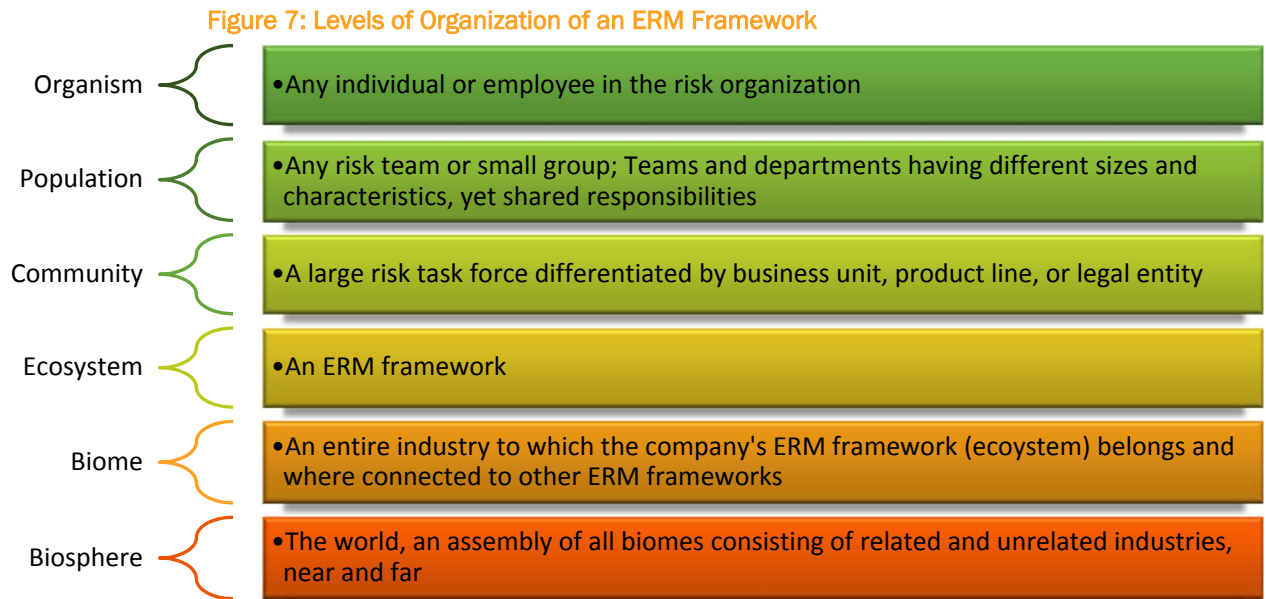 Figure 7: Levels of Organization of an ERM Framework
Organism
•Any individual or employee in the risk organization
Population
•Any risk team or small group; Teams and departments having different sizes and
characteristics, yet shared responsibilities
Community
•A large risk task force differentiated by business unit, product line, or legal entity
Ecosystem
•An ERM framework
Biome
•An entire industry to which the company's ERM framework (ecoystem) belongs and
where connected to other ERM frameworks
Biosphere
•The world, an assembly of all biomes consisting of related and unrelated industries,
near and far